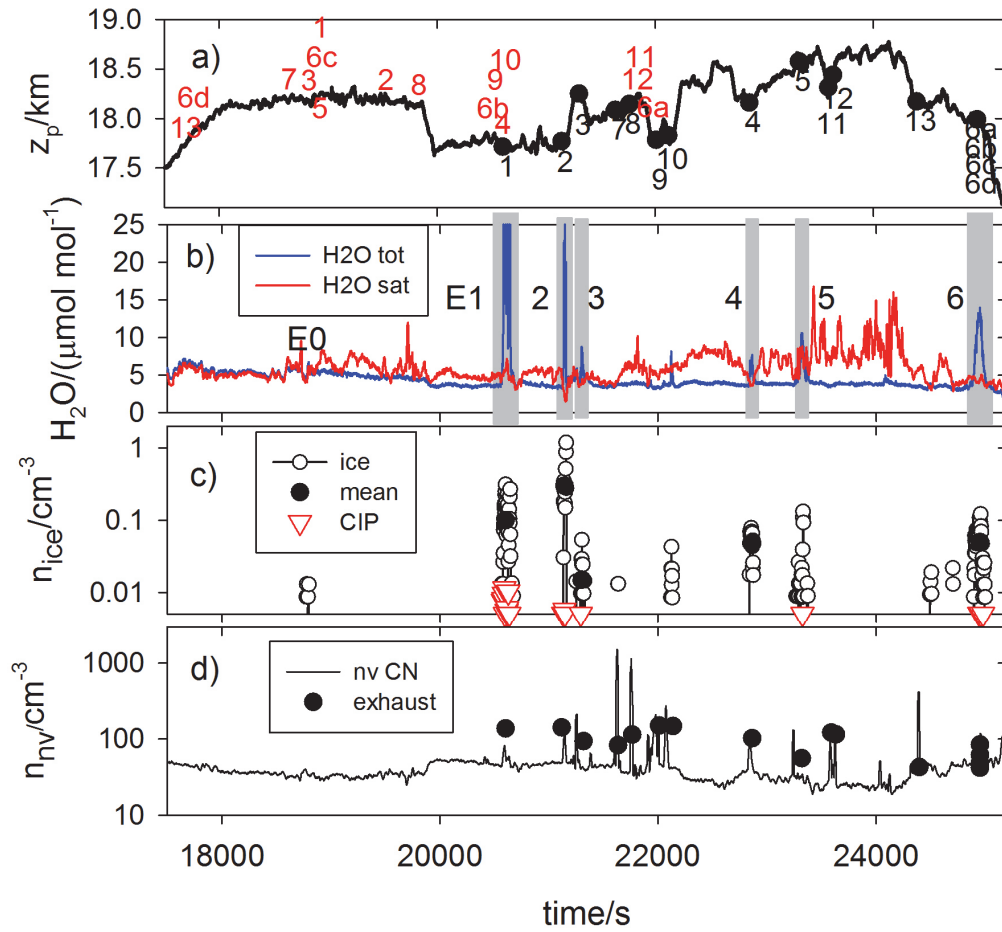 19.0
18.5
18.0
17.5
zp/km
a)
1
6c
7 3
5
2
8
6d
13
10
9
6b
4
11
12
6a
1
2
3
7 8
9
10
4
5
11
12
13
6a
6b
6c
6d
25
20
15
10
5
0
H2O/(μmol mol−1)
b)
H2O tot
H2O sat
E0
E1
2
3
4
5
6
1
0.1
0.01
nice/cm-3
c)
ice
mean
CIP
1000
100
10
nnv/cm-3
d)
nv CN
exhaust
18000
20000
22000
24000
time/s